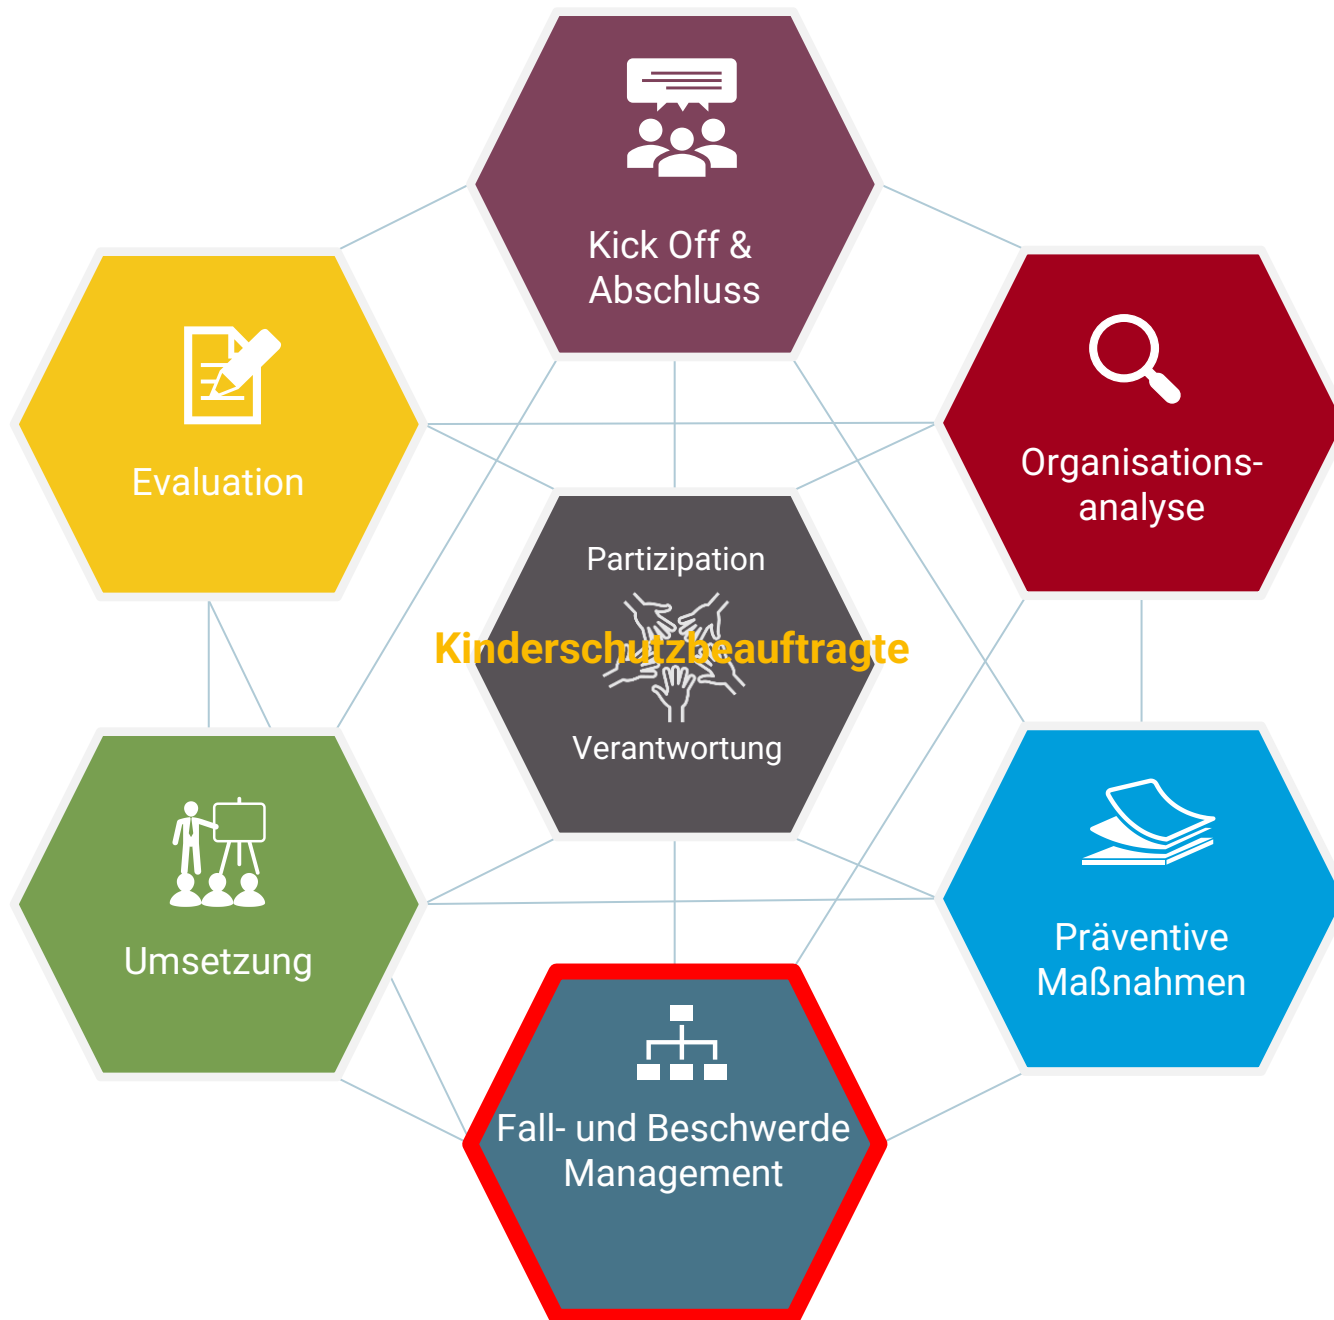 Kick Off &
Abschluss
Evaluation
Organisations-
analyse
Partizipation
Kinderschutzbeauftragte
Verantwortung
Umsetzung
Präventive
Maßnahmen
Fall- und Beschwerde
Management